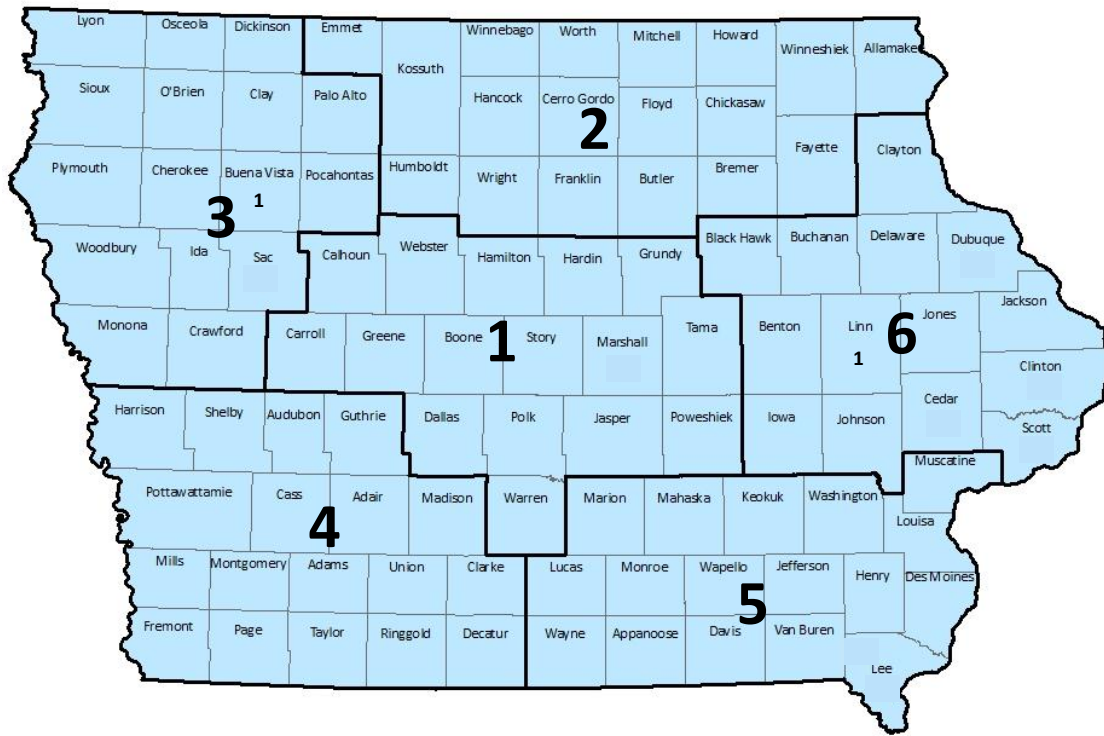 Lyon
Osceola
Dickinson
Emmet
Winnebago
Worth
Mitchell
Howard
Winneshiek
Allamake
Kossuth
Sioux
O'Brien
Clay
Palo Alto
Hancock
Cerro Gordo
Floyd
Chickasaw
2
Fayette
Clayton
Plymouth
Cherokee
Buena Vista
Pocahontas
Humboldt
Wright
Franklin
Butler
Bremer
1
3
Woodbury
Ida
Sac
Calhoun
Webster
Hamilton
Hardin
Grundy
Black Hawk
Buchanan
Delaware
Dubuque
Monona
Crawford
Carroll
Greene
Boone
1
Story
Marshall
Tama
Benton
Linn
1
6
Jones
Jackson
Clinton
Harrison
Shelby
Audubon
Guthrie
Dallas
Polk
Jasper
Poweshiek
Iowa
Johnson
Cedar
Scott
Muscatine
Pottawattamie
Cass
Adair
Madison
Warren
Marion
Mahaska
Keokuk
Washington
Louisa
4
Mills
Montgomery
Adams
Union
Clarke
Lucas
Monroe
Wapello
Jefferson
Henry
Des Moines
5
Fremont
Page
Taylor
Ringgold
Decatur
Wayne
Appanoose
Davis
Van Buren
Lee